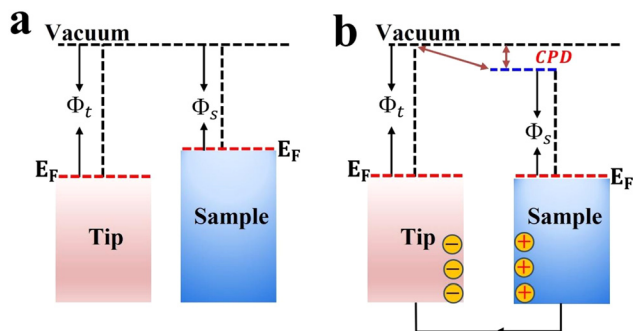 a
Vacuum
Φt
Φs
EF
EF
Tip
Sample
b
Vacuum
CPD
Φt
Φs
EF
EF
Tip
Sample
−
−
−
+
+
+